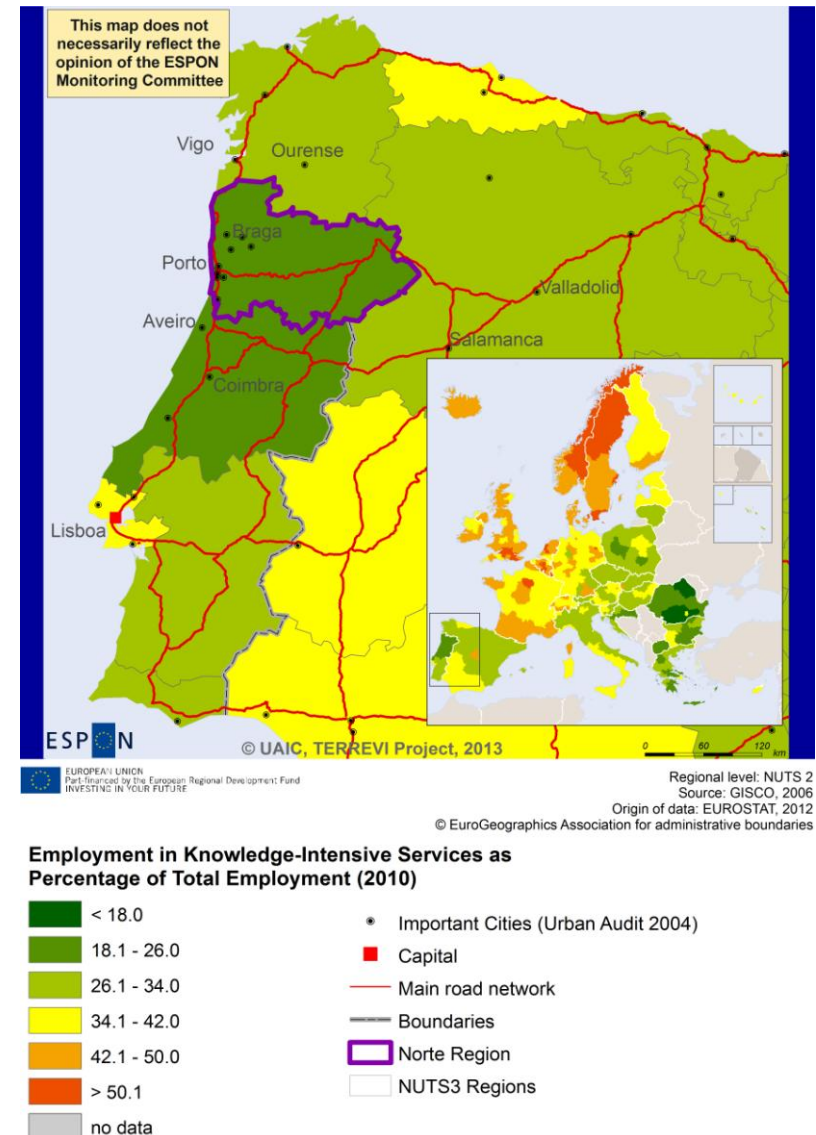 This map does not
necessarily reflect the
opinion of the ESPON
Monitoring Committee
Vigo
Ourense
Braga
Porto
Valladolid
Aveiro
Salamanca
Coimbra
Lisboa
ESPON
© UAIC, TERREVI Project, 2013
0 60 120
km
EUROPEAN UNION
Part-financed by the European Regional Development Fund
INVESTING IN YOUR FUTURE
Regional level: NUTS 2
Source: GISCO, 2006
Origin of data: EUROSTAT, 2012
© EuroGeographics Association for administrative boundaries
Employment in Knowledge-Intensive Services as
Percentage of Total Employment (2010)
< 18.0
18.1 - 26.0
26.1 - 34.0
34.1 - 42.0
42.1 - 50.0
> 50.1
no data
Important Cities (Urban Audit 2004)
Capital
Main road network
Boundaries
Norte Region
NUTS3 Regions